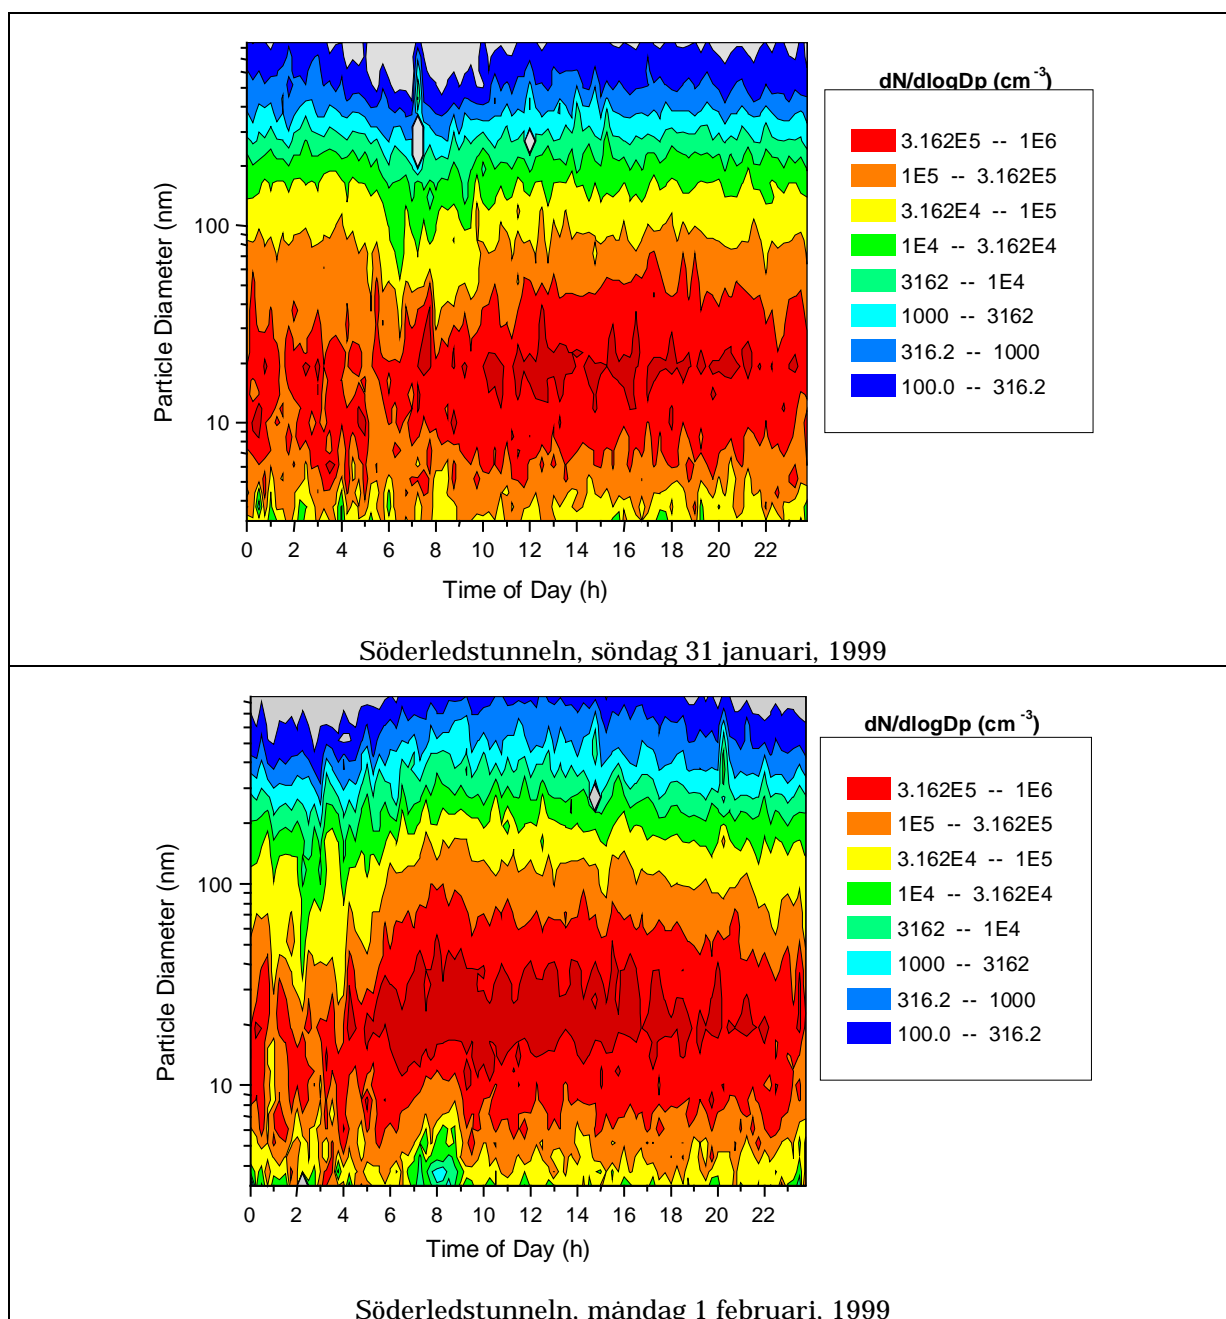 dN/dlogDp (cm -3)
3.162E5 -- 1E6
1E5 -- 3.162E5
3.162E4 -- 1E5
1E4 -- 3.162E4
3162 -- 1E4
1000 -- 3162
316.2 -- 1000
100.0 -- 316.2
Particle Diameter (nm)
100
10
0 2 4 6 8 10 12 14 16 18 20 22
Time of Day (h)
Söderledstunneln, söndag 31 januari, 1999
dN/dlogDp (cm -3)
3.162E5 -- 1E6
1E5 -- 3.162E5
3.162E4 -- 1E5
1E4 -- 3.162E4
3162 -- 1E4
1000 -- 3162
316.2 -- 1000
100.0 -- 316.2
Particle Diameter (nm)
100
10
0 2 4 6 8 10 12 14 16 18 20 22
Time of Day (h)
Söderledstunneln, måndag 1 februari, 1999